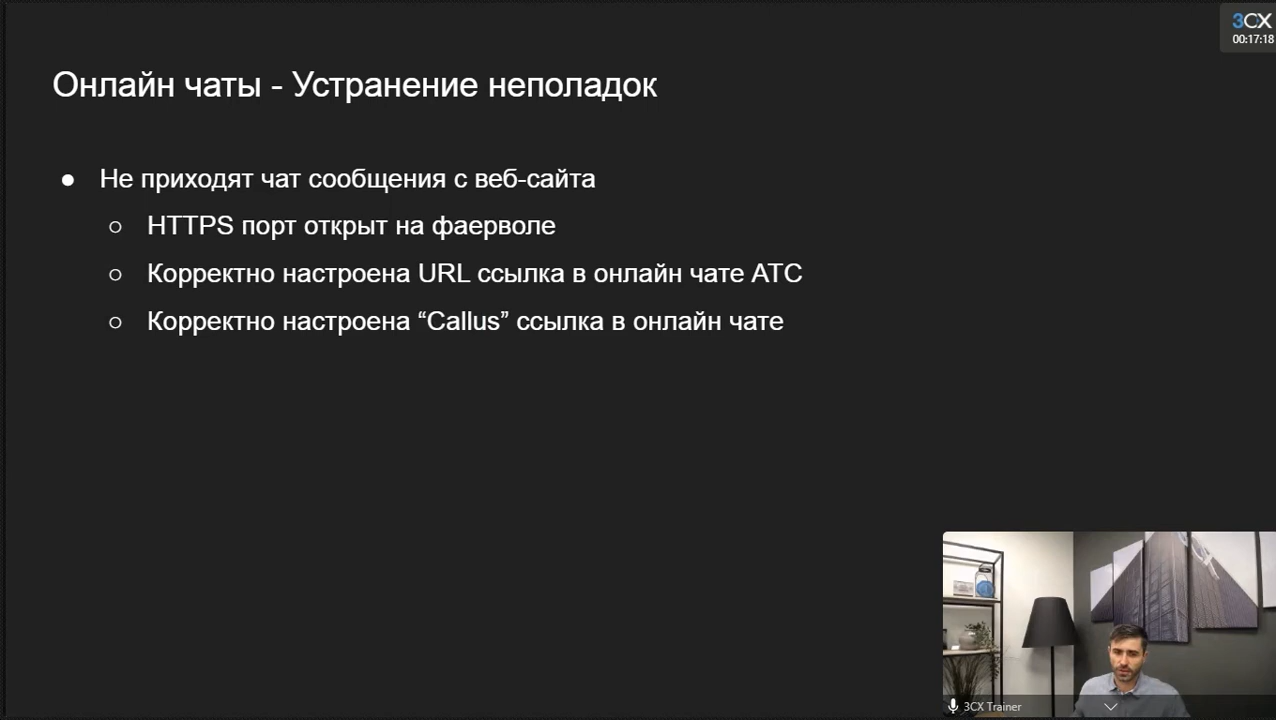 3CX
00:17:18
Онлайн чаты - Устранение неполадок
● Не приходят чат сообщения с веб-сайта
○ HTTPS порт открыт на фаерволе
○ Корректно настроена URL ссылка в онлайн чате АТС
○ Корректно настроена “Callus” ссылка в онлайн чате
3CX Trainer